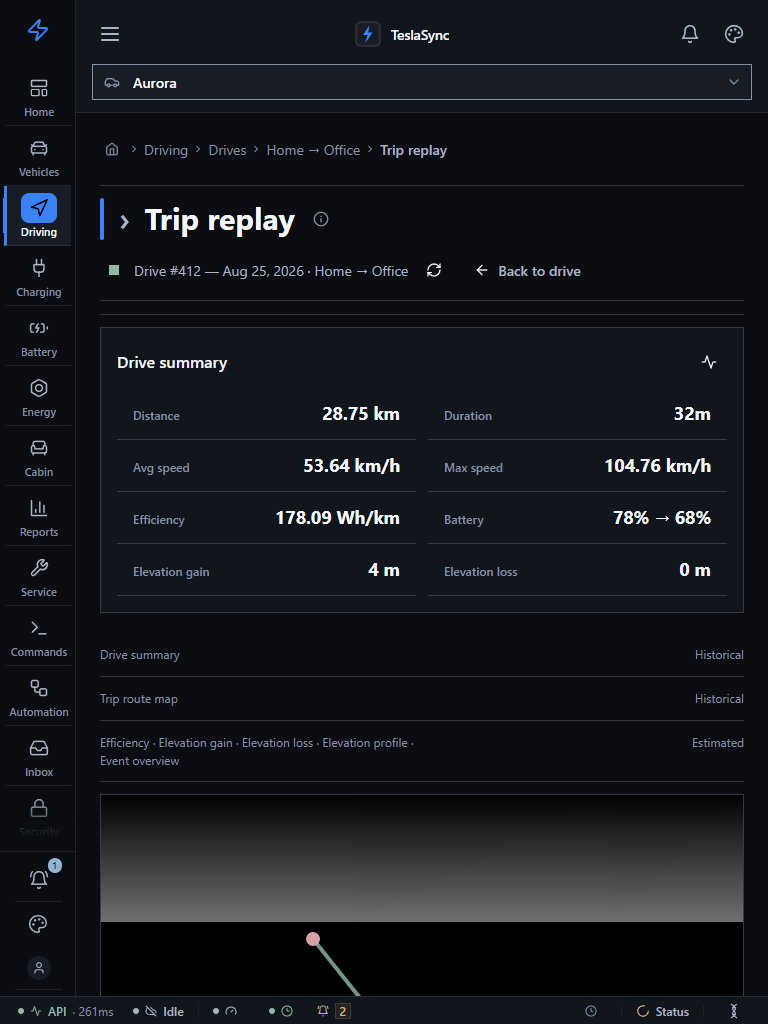 TeslaSync
Aurora
Home
Vehicles
Driving
Charging
Battery
Energy
Cabin
Reports
Service
Commands
Automation
Inbox
Security
1
Driving › Drives › Home → Office › Trip replay
› Trip replay
Drive #412 — Aug 25, 2026 · Home → Office
← Back to drive
Drive summary
Distance 28.75 km
Duration 32m
Avg speed 53.64 km/h
Max speed 104.76 km/h
Efficiency 178.09 Wh/km
Battery 78% → 68%
Elevation gain 4 m
Elevation loss 0 m
Drive summary Historical
Trip route map Historical
Efficiency · Elevation gain · Elevation loss · Elevation profile · Estimated
Event overview
API · 261ms Idle 2 Status